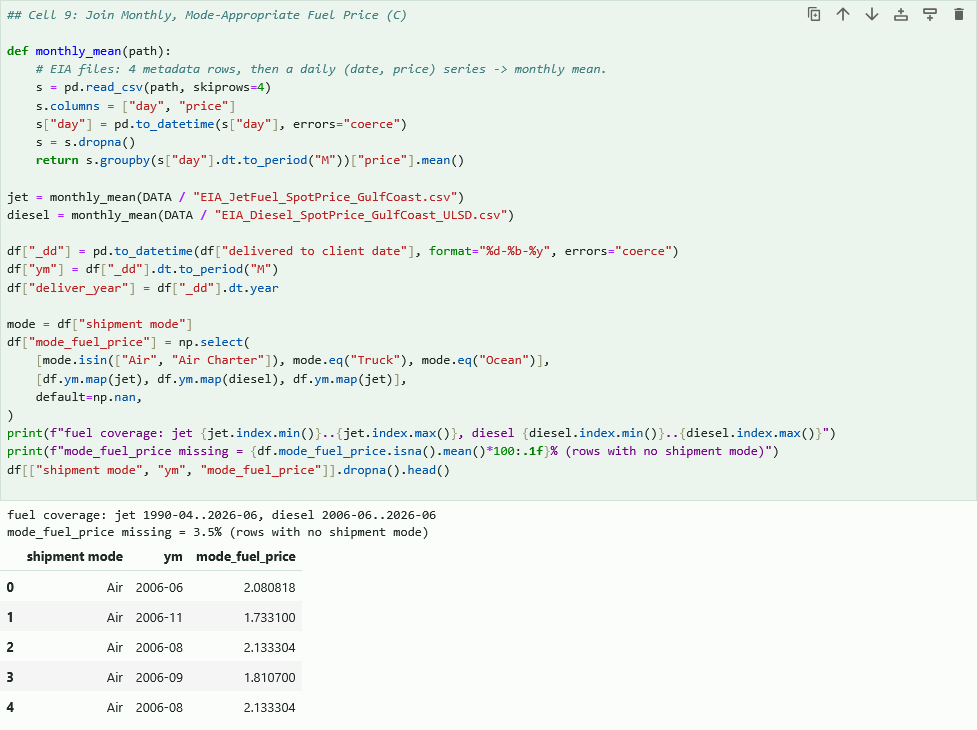 ## Cell 9: Join Monthly, Mode-Appropriate Fuel Price (C)
def monthly_mean(path):
# EIA files: 4 metadata rows, then a daily (date, price) series -> monthly mean.
s = pd.read_csv(path, skiprows=4)
s.columns = ["day", "price"]
s["day"] = pd.to_datetime(s["day"], errors="coerce")
s = s.dropna()
return s.groupby(s["day"].dt.to_period("M"))["price"].mean()
jet = monthly_mean(DATA / "EIA_JetFuel_SpotPrice_GulfCoast.csv")
diesel = monthly_mean(DATA / "EIA_Diesel_SpotPrice_GulfCoast_ULSD.csv")
df["_dd"] = pd.to_datetime(df["delivered to client date"], format="%d-%b-%y", errors="coerce")
df["ym"] = df["_dd"].dt.to_period("M")
df["deliver_year"] = df["_dd"].dt.year
mode = df["shipment mode"]
df["mode_fuel_price"] = np.select(
[mode.isin(["Air", "Air Charter"]), mode.eq("Truck"), mode.eq("Ocean")],
[df.ym.map(jet), df.ym.map(diesel), df.ym.map(jet)],
default=np.nan,
)
print(f"fuel coverage: jet {jet.index.min()}..{jet.index.max()}, diesel {diesel.index.min()}..{diesel.index.max()}")
print(f"mode_fuel_price missing = {df.mode_fuel_price.isna().mean()*100:.1f}% (rows with no shipment mode)")
df[["shipment mode", "ym", "mode_fuel_price"]].dropna().head()
fuel coverage: jet 1990-04..2026-06, diesel 2006-06..2026-06
mode_fuel_price missing = 3.5% (rows with no shipment mode)
shipment mode ym mode_fuel_price
0 Air 2006-06 2.080818
1 Air 2006-11 1.733100
2 Air 2006-08 2.133304
3 Air 2006-09 1.810700
4 Air 2006-08 2.133304